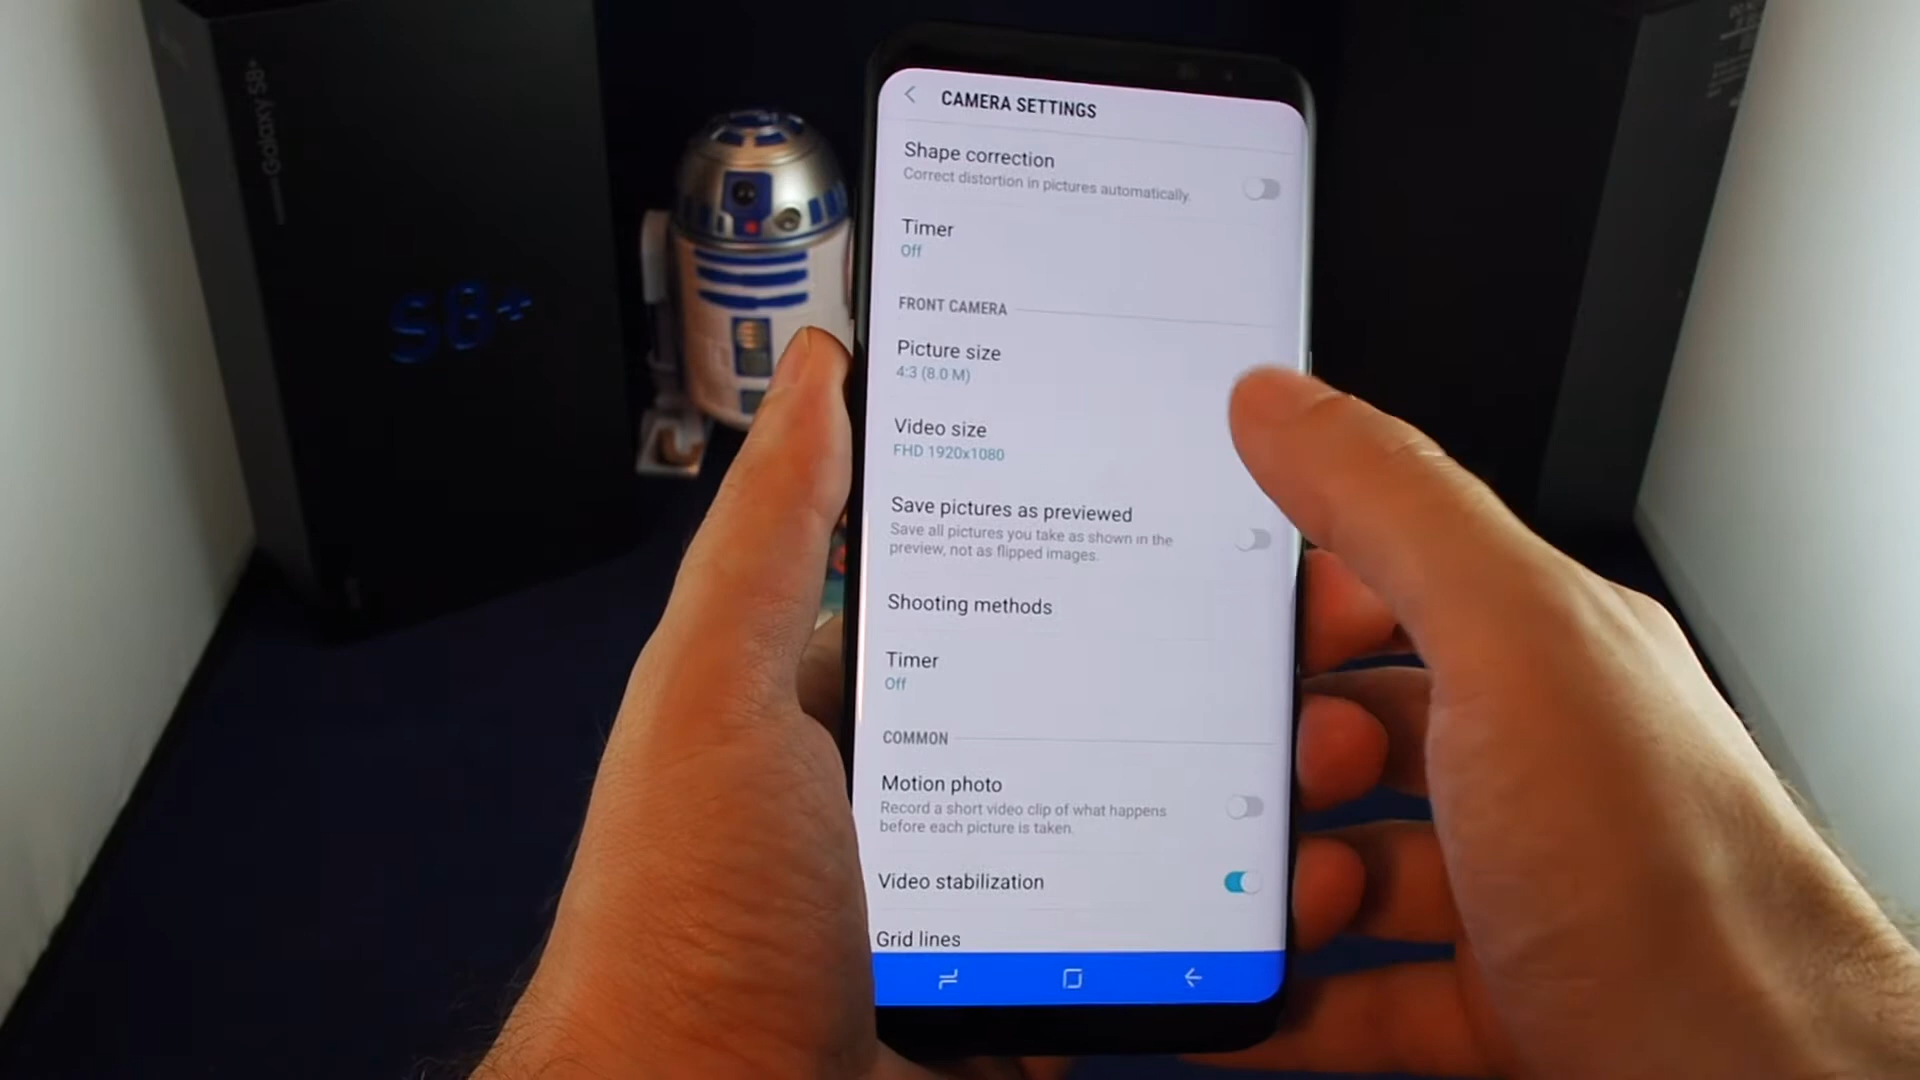 Galaxy S8+
S8+
CAMERA SETTINGS
Shape correction
Correct distortion in pictures automatically.
Timer
Off
FRONT CAMERA
Picture size
4:3 (8.0 M)
Video size
FHD 1920x1080
Save pictures as previewed
Save all pictures you take as shown in the
preview, not as flipped images.
Shooting methods
Timer
Off
COMMON
Motion photo
Record a short video clip of what happens
before each picture is taken.
Video stabilization
Grid lines